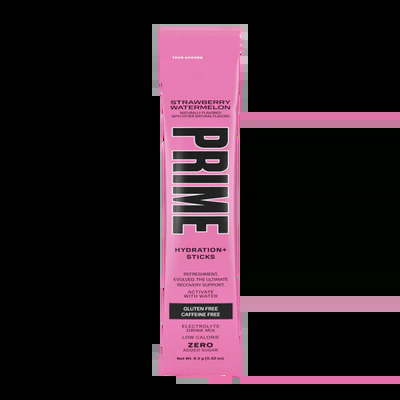 TEAR ACROSS
STRAWBERRY
WATERMELON
NATURALLY FLAVORED
WITH OTHER NATURAL FLAVORS
PRIME
HYDRATION+
STICKS
REFRESHMENT,
EVOLVED. THE ULTIMATE
RECOVERY SUPPORT.
ACTIVATE
WITH WATER
GLUTEN FREE
CAFFEINE FREE
ELECTROLYTE
DRINK MIX
LOW CALORIE
ZERO
ADDED SUGAR
Net Wt. 9.3 g (0.32 oz)